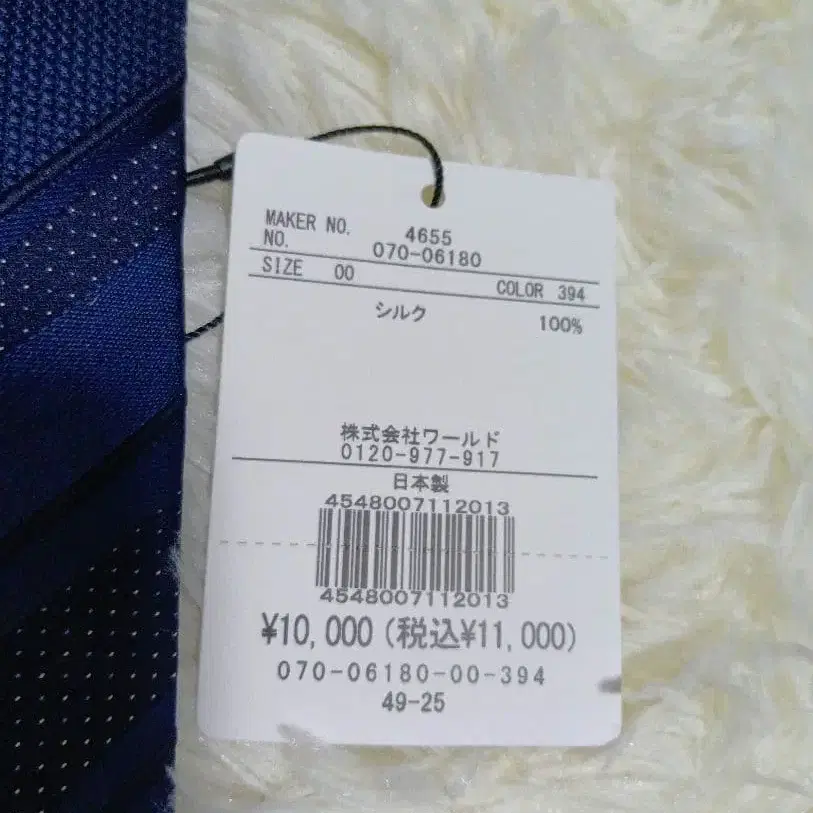 MAKER NO. 4655
NO. 070-06180
SIZE 00 COLOR 394
シルク 100%
株式会社ワールド
0120-977-917
日本製
4548007112013
4548007112013
¥10,000 (税込¥11,000)
070-06180-00-394
49-25